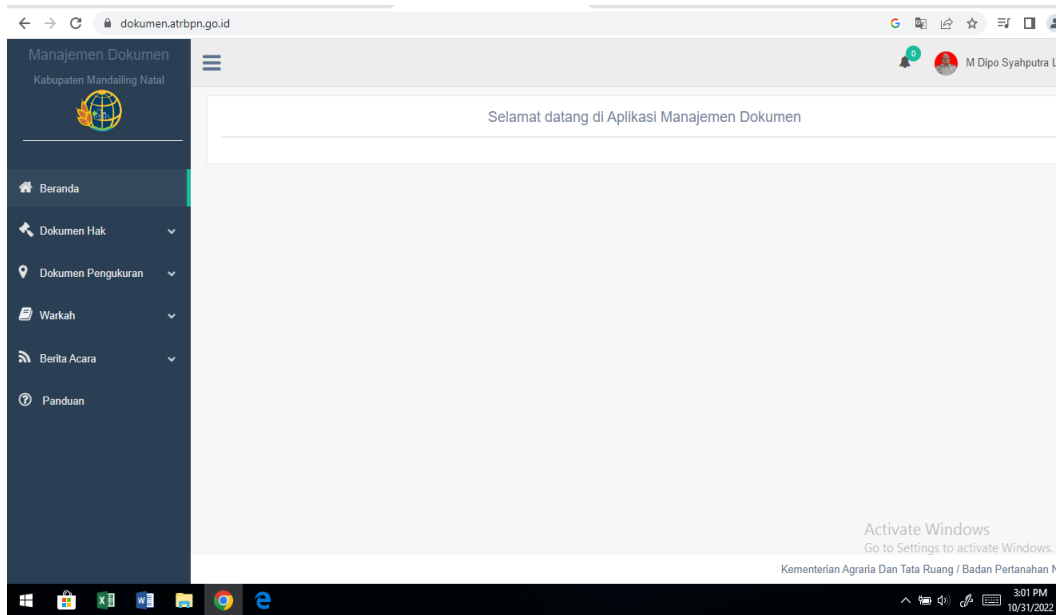 dokumen.atrbpn.go.id
Manajemen Dokumen
Kabupaten Mandailing Natal
0
M Dipo Syahputra L
Selamat datang di Aplikasi Manajemen Dokumen
Beranda
Dokumen Hak
Dokumen Pengukuran
Warkah
Berita Acara
Panduan
Activate Windows
Go to Settings to activate Windows.
Kementerian Agraria Dan Tata Ruang / Badan Pertanahan N
3:01 PM
10/31/2022